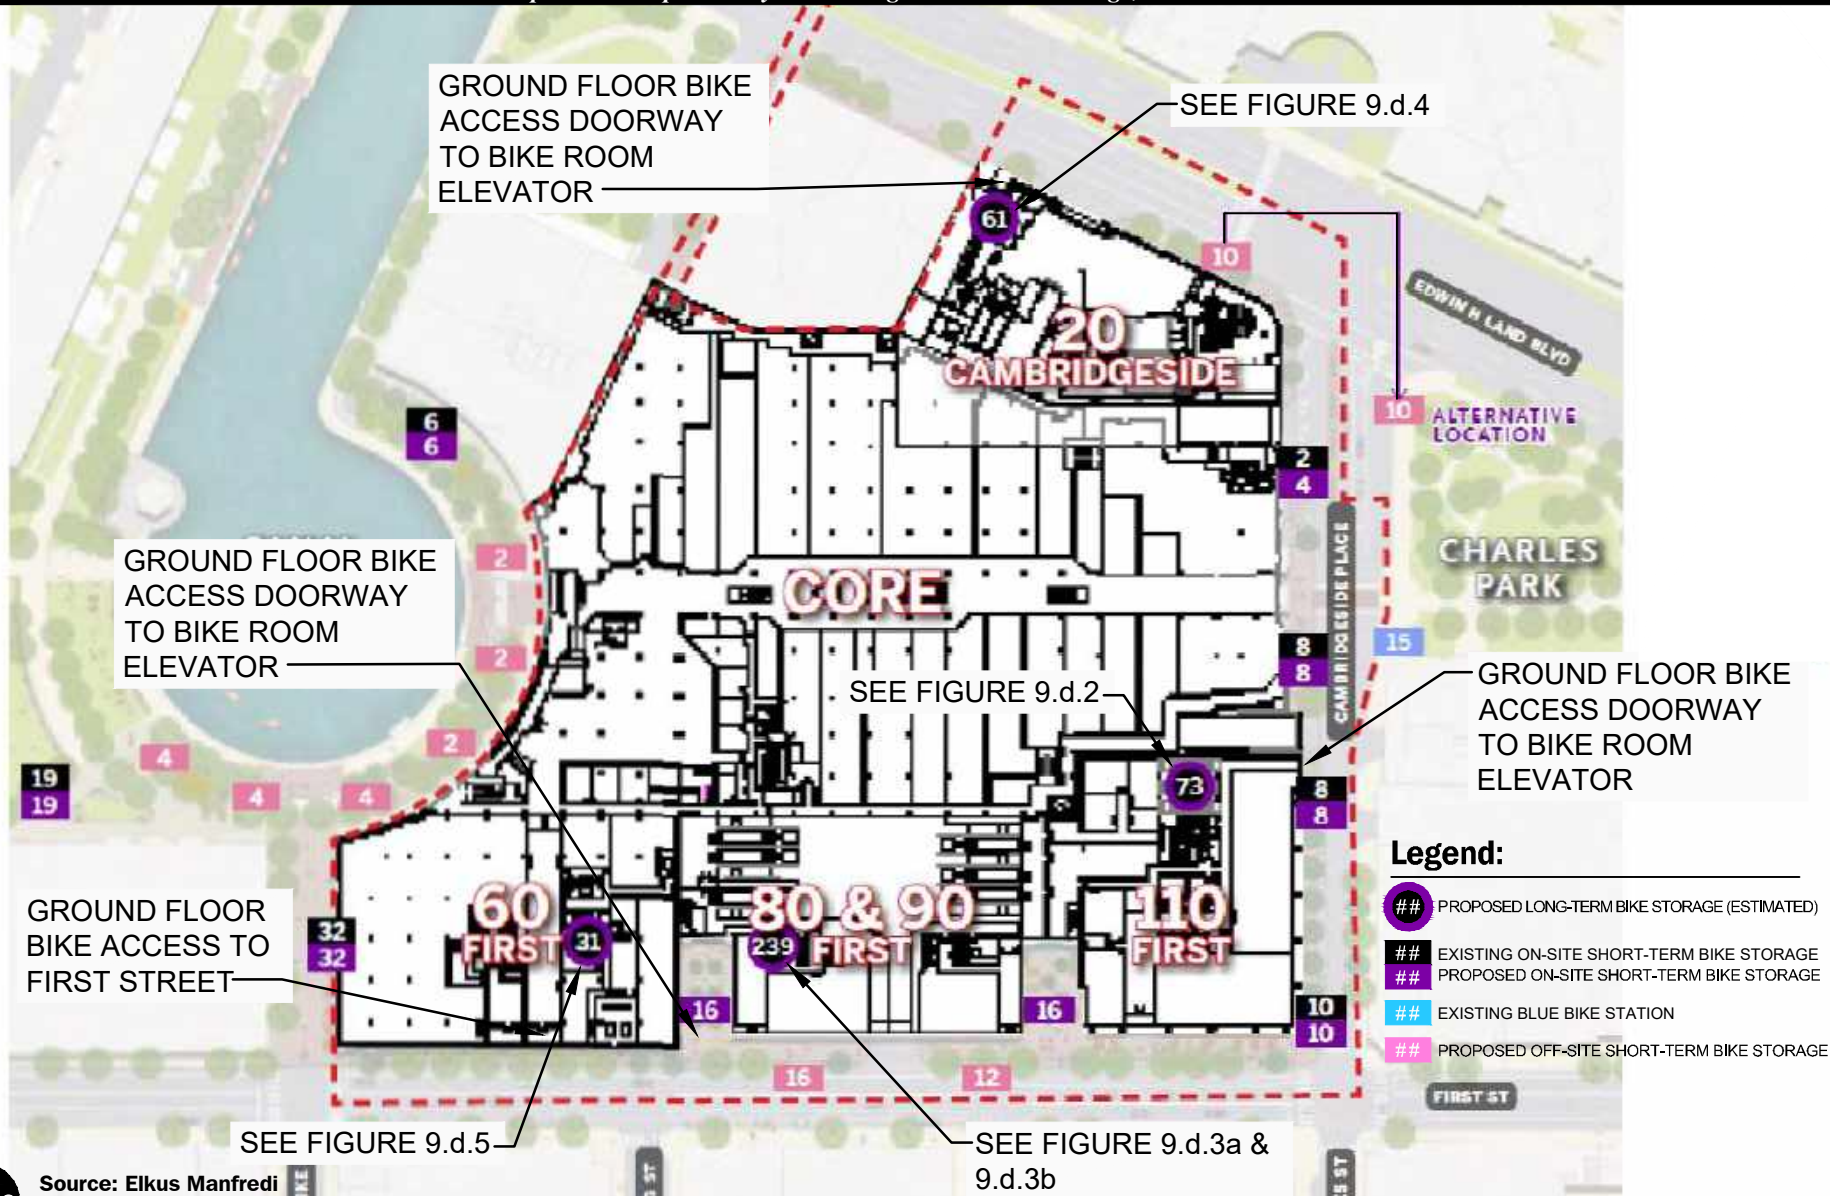 GROUND FLOOR BIKE
ACCESS DOORWAY
TO BIKE ROOM
ELEVATOR
SEE FIGURE 9.d.4
61
10
EDWIN H LAND BLVD
20
CAMBRIDGESIDE
10
ALTERNATIVE
LOCATION
6
6
2
4
GROUND FLOOR BIKE
ACCESS DOORWAY
TO BIKE ROOM
ELEVATOR
2
CORE
CAMBRIDGESIDE PLACE
CHARLES
PARK
15
2
8
8
SEE FIGURE 9.d.2
GROUND FLOOR BIKE
ACCESS DOORWAY
TO BIKE ROOM
ELEVATOR
2
4
4
4
19
19
73
8
8
Legend:
## PROPOSED LONG-TERM BIKE STORAGE (ESTIMATED)
## EXISTING ON-SITE SHORT-TERM BIKE STORAGE
## PROPOSED ON-SITE SHORT-TERM BIKE STORAGE
## EXISTING BLUE BIKE STATION
## PROPOSED OFF-SITE SHORT-TERM BIKE STORAGE
GROUND FLOOR
BIKE ACCESS TO
FIRST STREET
32
32
60
FIRST
31
80 & 90
FIRST
239
110
FIRST
16
16
10
10
16
12
FIRST ST
SEE FIGURE 9.d.5
SEE FIGURE 9.d.3a &
9.d.3b
Source: Elkus Manfredi